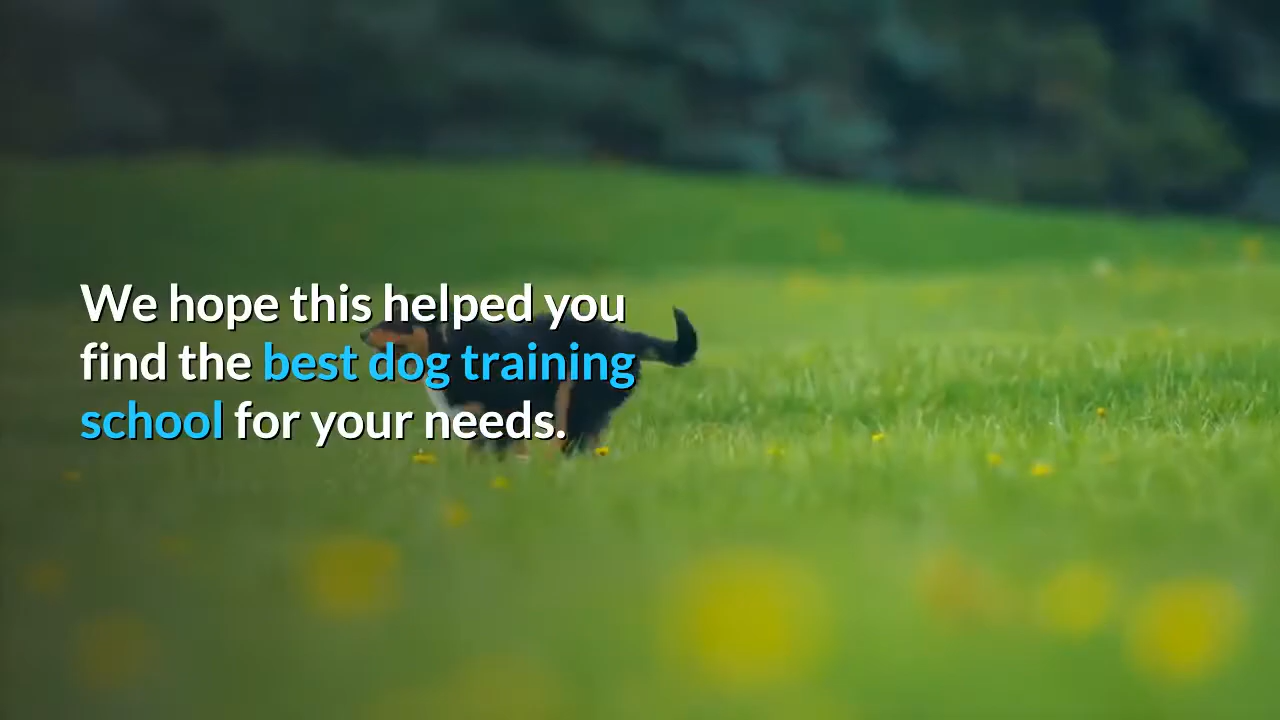 We hope this helped you
find the best dog training
school for your needs.